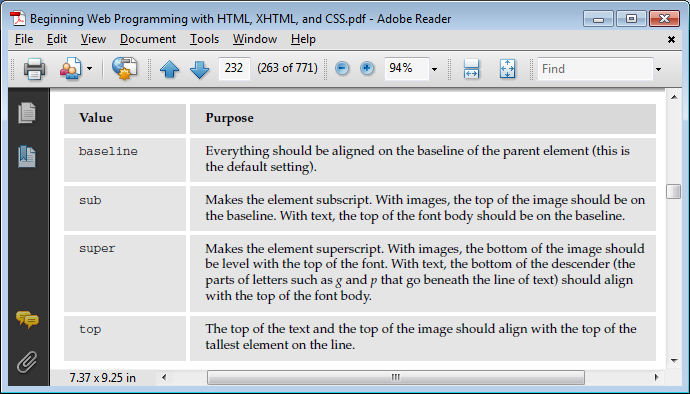 Beginning Web Programming with HTML, XHTML, and CSS.pdf - Adobe Reader
File Edit View Document Tools Window Help
232 (263 of 771) 94% Find
Value Purpose
baseline Everything should be aligned on the baseline of the parent element (this is
the default setting).
sub Makes the element subscript. With images, the top of the image should be on
the baseline. With text, the top of the font body should be on the baseline.
super Makes the element superscript. With images, the bottom of the image should
be level with the top of the font. With text, the bottom of the descender (the
parts of letters such as g and p that go beneath the line of text) should align
with the top of the font body.
top The top of the text and the top of the image should align with the top of the
tallest element on the line.
7.37 x 9.25 in